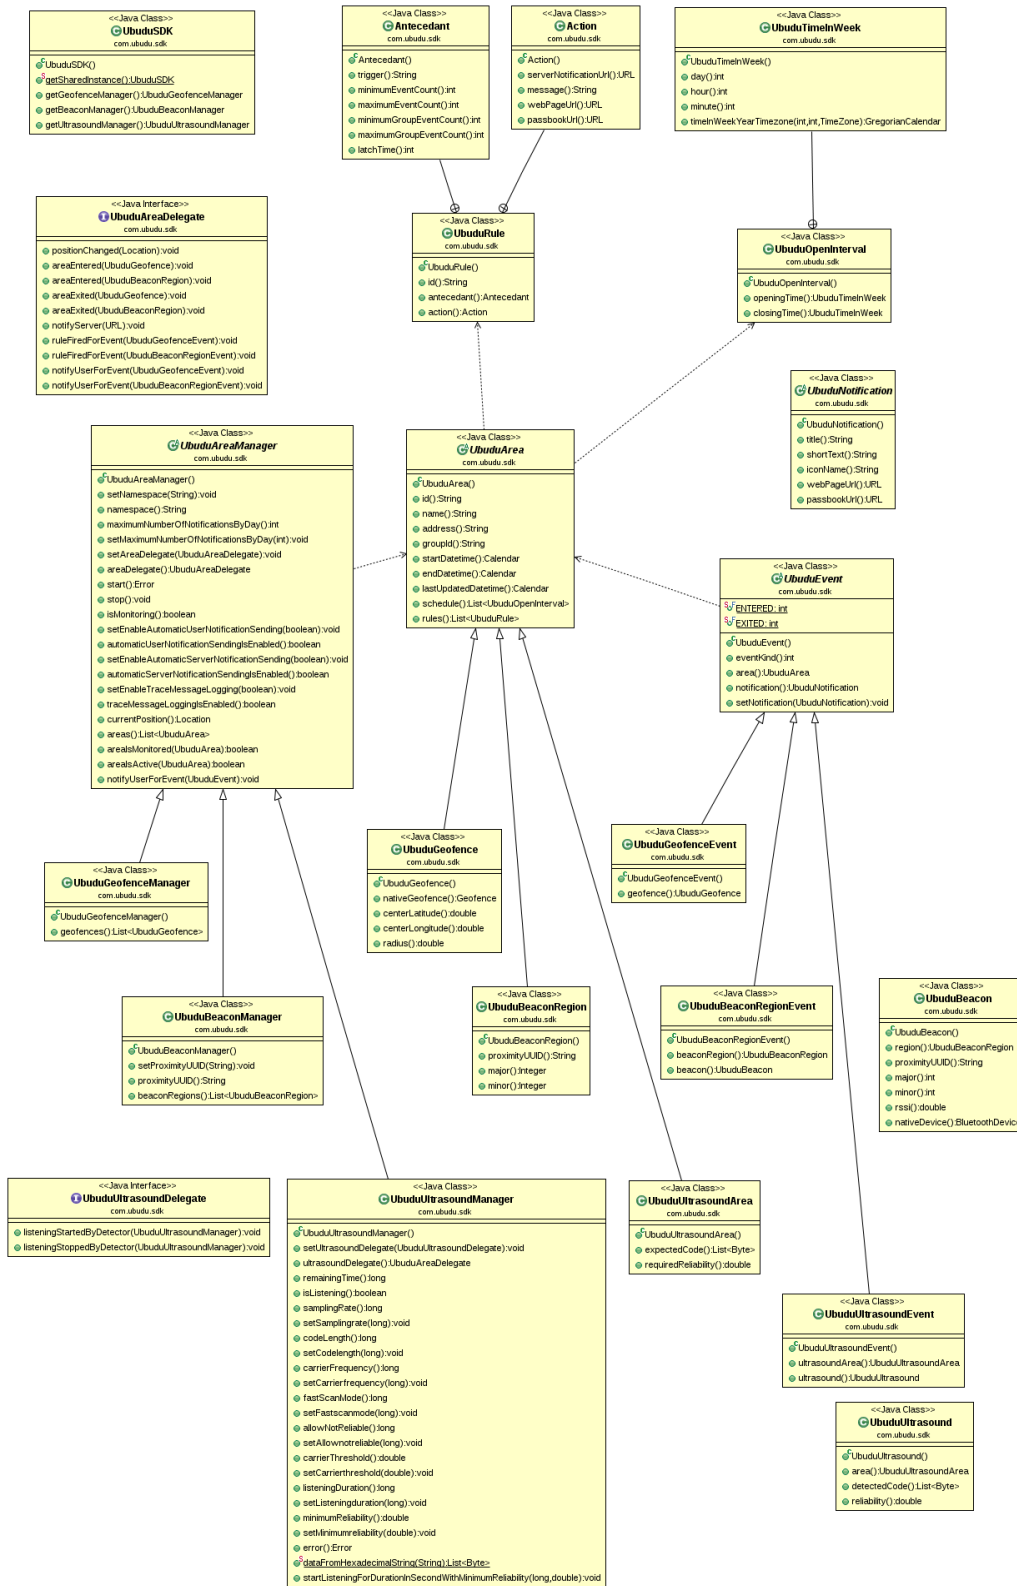 <<Java Class>>
UbuduSDK
com.ubudu.sdk
UbuduSDK()
getSharedInstance():UbuduSDK
getGeofenceManager():UbuduGeofenceManager
getBeaconManager():UbuduBeaconManager
getUltrasoundManager():UbuduUltrasoundManager
<<Java Class>>
Antecedant
com.ubudu.sdk
Antecedant()
trigger():String
minimumEventCount():int
maximumEventCount():int
minimumGroupEventCount():int
maximumGroupEventCount():int
latchTime():int
<<Java Class>>
Action
com.ubudu.sdk
Action()
serverNotificationUrl():URL
message():String
webPageUrl():URL
passbookUrl():URL
<<Java Class>>
UbuduTimeInWeek
com.ubudu.sdk
UbuduTimeInWeek()
day():int
hour():int
minute():int
timeInWeekYearTimezone(int,int,TimeZone):GregorianCalendar
<<Java Interface>>
UbuduAreaDelegate
com.ubudu.sdk
positionChanged(Location):void
areaEntered(UbuduGeofence):void
areaEntered(UbuduBeaconRegion):void
areaExited(UbuduGeofence):void
areaExited(UbuduBeaconRegion):void
notifyServer(URL):void
ruleFiredForEvent(UbuduGeofenceEvent):void
ruleFiredForEvent(UbuduBeaconRegionEvent):void
notifyUserForEvent(UbuduGeofenceEvent):void
notifyUserForEvent(UbuduBeaconRegionEvent):void
<<Java Class>>
UbuduRule
com.ubudu.sdk
UbuduRule()
id():String
antecedant():Antecedant
action():Action
<<Java Class>>
UbuduOpenInterval
com.ubudu.sdk
UbuduOpenInterval()
openingTime():UbuduTimeInWeek
closingTime():UbuduTimeInWeek
<<Java Class>>
UbuduNotification
com.ubudu.sdk
UbuduNotification()
title():String
shortText():String
iconName():String
webPageUrl():URL
passbookUrl():URL
<<Java Class>>
UbuduAreaManager
com.ubudu.sdk
UbuduAreaManager()
setNamespace(String):void
namespace():String
maximumNumberOfNotificationsByDay():int
setMaximumNumberOfNotificationsByDay(int):void
setAreaDelegate(UbuduAreaDelegate):void
areaDelegate():UbuduAreaDelegate
start():Error
stop():void
isMonitoring():boolean
setEnableAutomaticUserNotificationSending(boolean):void
automaticUserNotificationSendingIsEnabled():boolean
setEnableAutomaticServerNotificationSending(boolean):void
automaticServerNotificationSendingIsEnabled():boolean
setEnableTraceMessageLogging(boolean):void
traceMessageLoggingIsEnabled():boolean
currentPosition():Location
areas():List<UbuduArea>
areaIsMonitored(UbuduArea):boolean
areaIsActive(UbuduArea):boolean
notifyUserForEvent(UbuduEvent):void
<<Java Class>>
UbuduArea
com.ubudu.sdk
UbuduArea()
id():String
name():String
address():String
groupId():String
startDatetime():Calendar
endDatetime():Calendar
lastUpdatedDatetime():Calendar
schedule():List<UbuduOpenInterval>
rules():List<UbuduRule>
<<Java Class>>
UbuduEvent
com.ubudu.sdk
ENTERED: int
EXITED: int
UbuduEvent()
eventKind():int
area():UbuduArea
notification():UbuduNotification
setNotification(UbuduNotification):void
<<Java Class>>
UbuduGeofenceManager
com.ubudu.sdk
UbuduGeofenceManager()
geofences():List<UbuduGeofence>
<<Java Class>>
UbuduGeofence
com.ubudu.sdk
UbuduGeofence()
nativeGeofence():Geofence
centerLatitude():double
centerLongitude():double
radius():double
<<Java Class>>
UbuduGeofenceEvent
com.ubudu.sdk
UbuduGeofenceEvent()
geofence():UbuduGeofence
<<Java Class>>
UbuduBeaconManager
com.ubudu.sdk
UbuduBeaconManager()
setProximityUUID(String):void
proximityUUID():String
beaconRegions():List<UbuduBeaconRegion>
<<Java Class>>
UbuduBeaconRegion
com.ubudu.sdk
UbuduBeaconRegion()
proximityUUID():String
major():Integer
minor():Integer
<<Java Class>>
UbuduBeaconRegionEvent
com.ubudu.sdk
UbuduBeaconRegionEvent()
beaconRegion():UbuduBeaconRegion
beacon():UbuduBeacon
<<Java Class>>
UbuduBeacon
com.ubudu.sdk
UbuduBeacon()
region():UbuduBeaconRegion
proximityUUID():String
major():int
minor():int
rssi():double
nativeDevice():BluetoothDevic
<<Java Interface>>
UbuduUltrasoundDelegate
com.ubudu.sdk
listeningStartedByDetector(UbuduUltrasoundManager):void
listeningStoppedByDetector(UbuduUltrasoundManager):void
<<Java Class>>
UbuduUltrasoundManager
com.ubudu.sdk
UbuduUltrasoundManager()
setUltrasoundDelegate(UbuduUltrasoundDelegate):void
ultrasoundDelegate():UbuduAreaDelegate
remainingTime():long
isListening():boolean
samplingRate():long
setSamplingrate(long):void
codeLength():long
setCodelength(long):void
carrierFrequency():long
setCarrierfrequency(long):void
fastScanMode():long
setFastscanmode(long):void
allowNotReliable():long
setAllownotreliable(long):void
carrierThreshold():double
setCarrierthreshold(double):void
listeningDuration():long
setListeningduration(long):void
minimumReliability():double
setMinimumreliability(double):void
error():Error
dataFromHexadecimalString(String):List<Byte>
startListeningForDurationInSecondWithMinimumReliability(long,double):void
<<Java Class>>
UbuduUltrasoundArea
com.ubudu.sdk
UbuduUltrasoundArea()
expectedCode():List<Byte>
requiredReliability():double
<<Java Class>>
UbuduUltrasoundEvent
com.ubudu.sdk
UbuduUltrasoundEvent()
ultrasoundArea():UbuduUltrasoundArea
ultrasound():UbuduUltrasound
<<Java Class>>
UbuduUltrasound
com.ubudu.sdk
UbuduUltrasound()
area():UbuduUltrasoundArea
detectedCode():List<Byte>
reliability():double